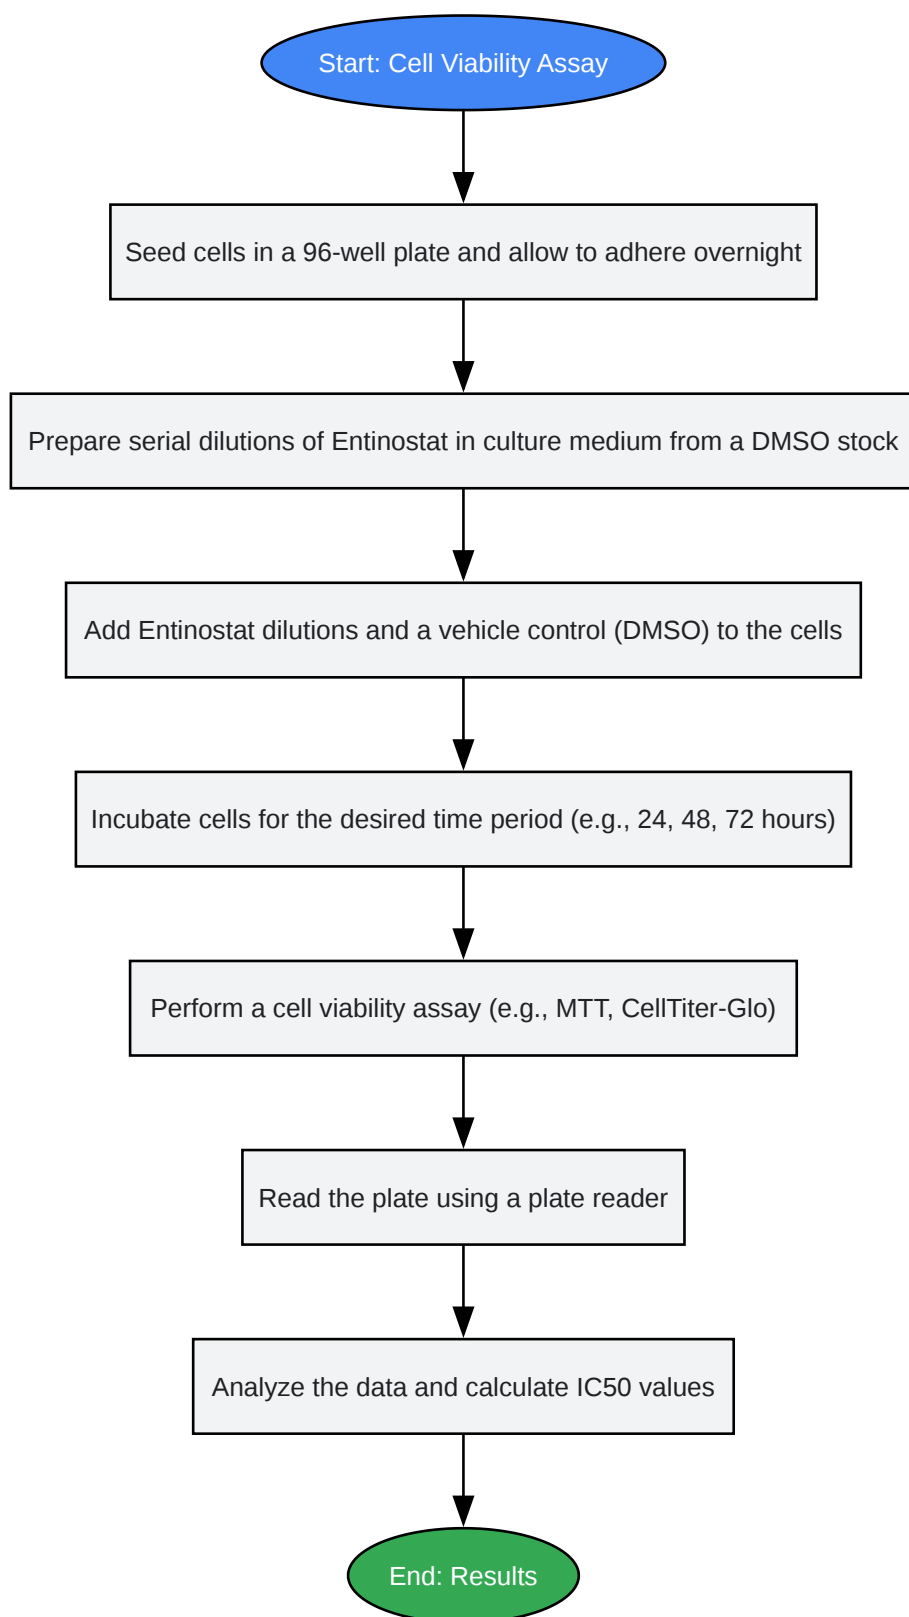 Start: Cell Viability Assay
Seed cells in a 96-well plate and allow to adhere overnight
Prepare serial dilutions of Entinostat in culture medium from a DMSO stock
Add Entinostat dilutions and a vehicle control (DMSO) to the cells
Incubate cells for the desired time period (e.g., 24, 48, 72 hours)
Perform a cell viability assay (e.g., MTT, CellTiter-Glo)
Read the plate using a plate reader
Analyze the data and calculate IC50 values
End: Results